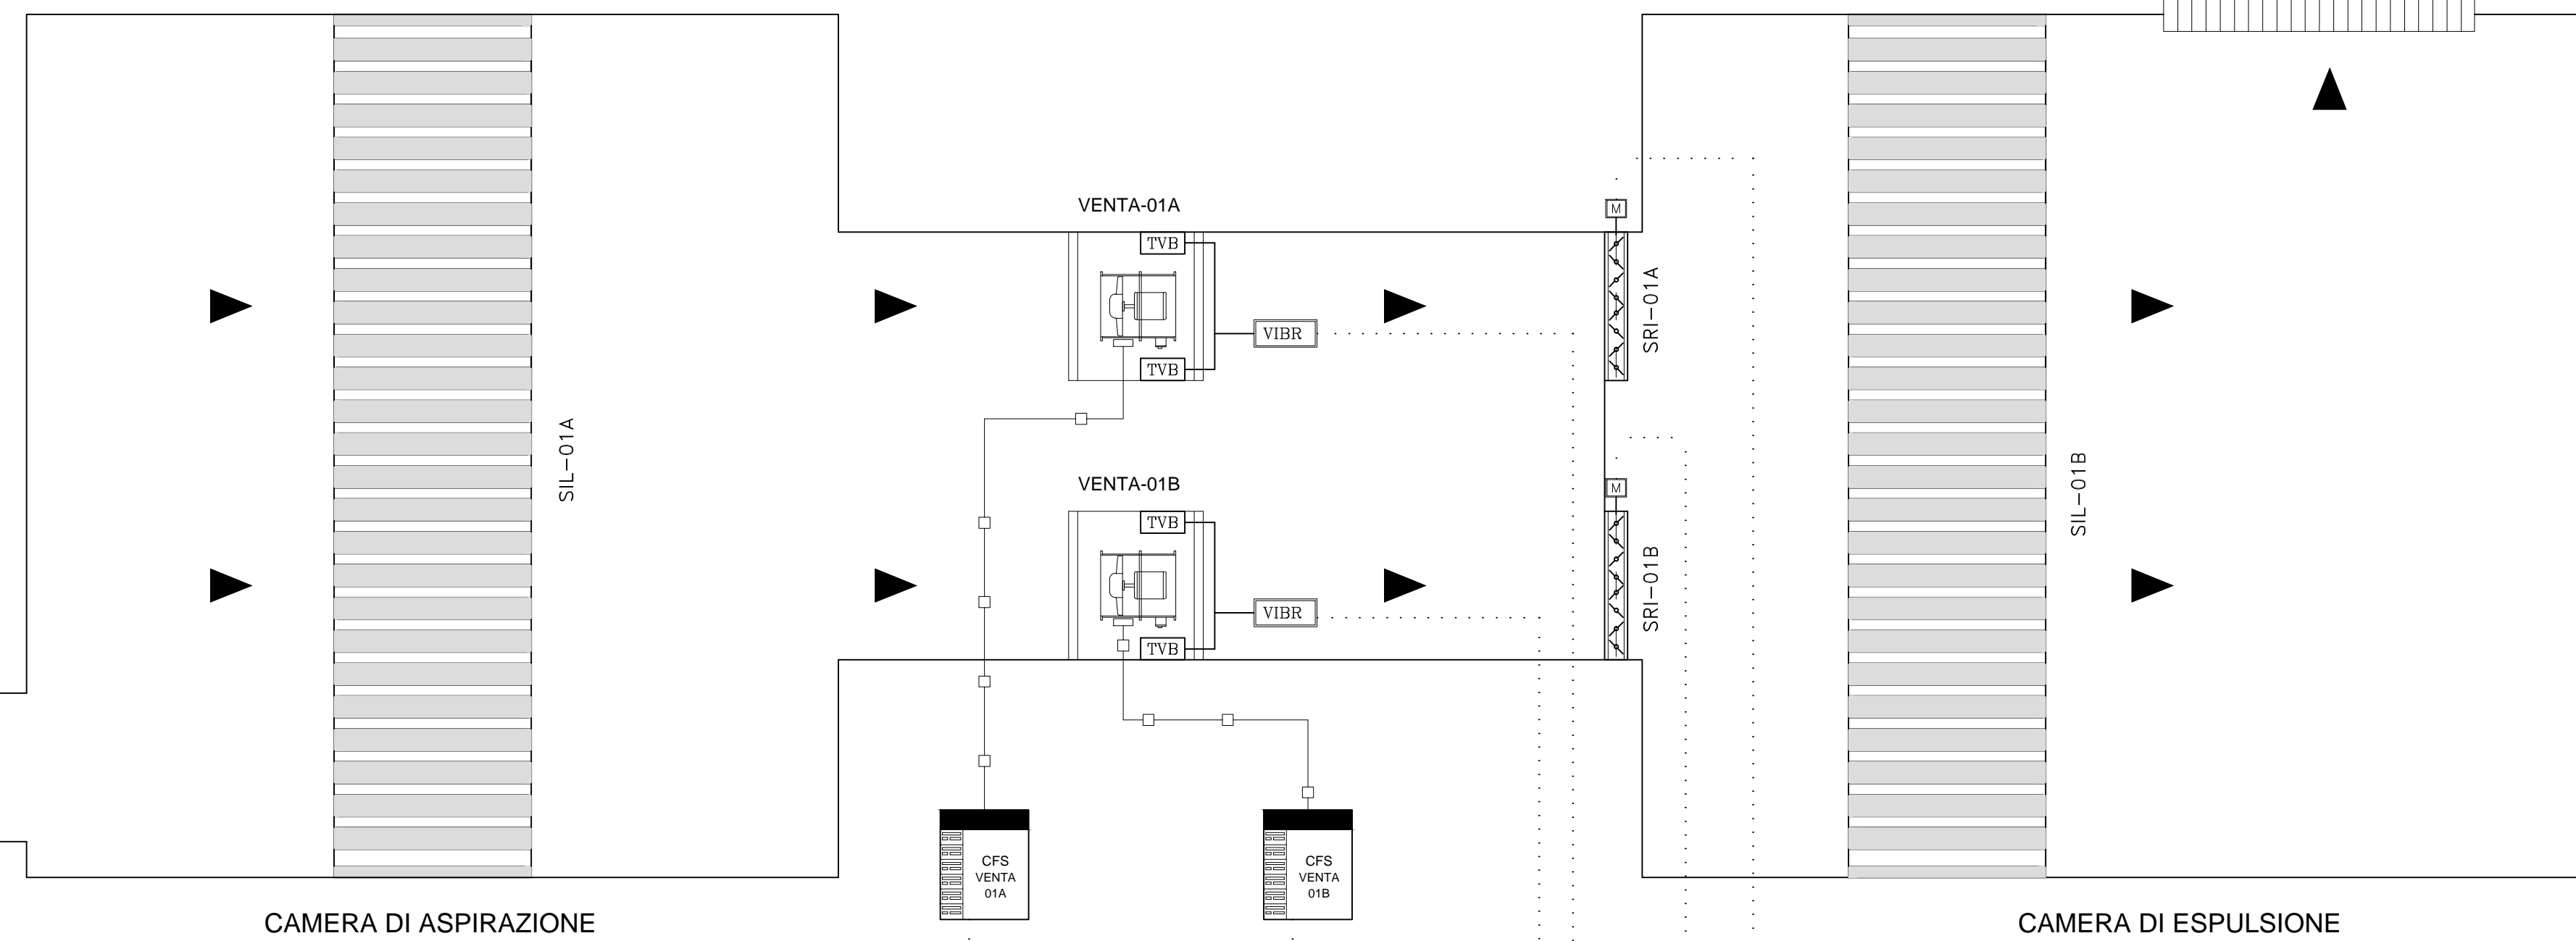 VENTA-01A
M
TVB
SRI-01A
VIBR
TVB
SIL-01A
SIL-01B
VENTA-01B
M
TVB
SRI-01B
VIBR
TVB
CFS
VENTA
01A
CFS
VENTA
01B
CAMERA DI ASPIRAZIONE
CAMERA DI ESPULSIONE